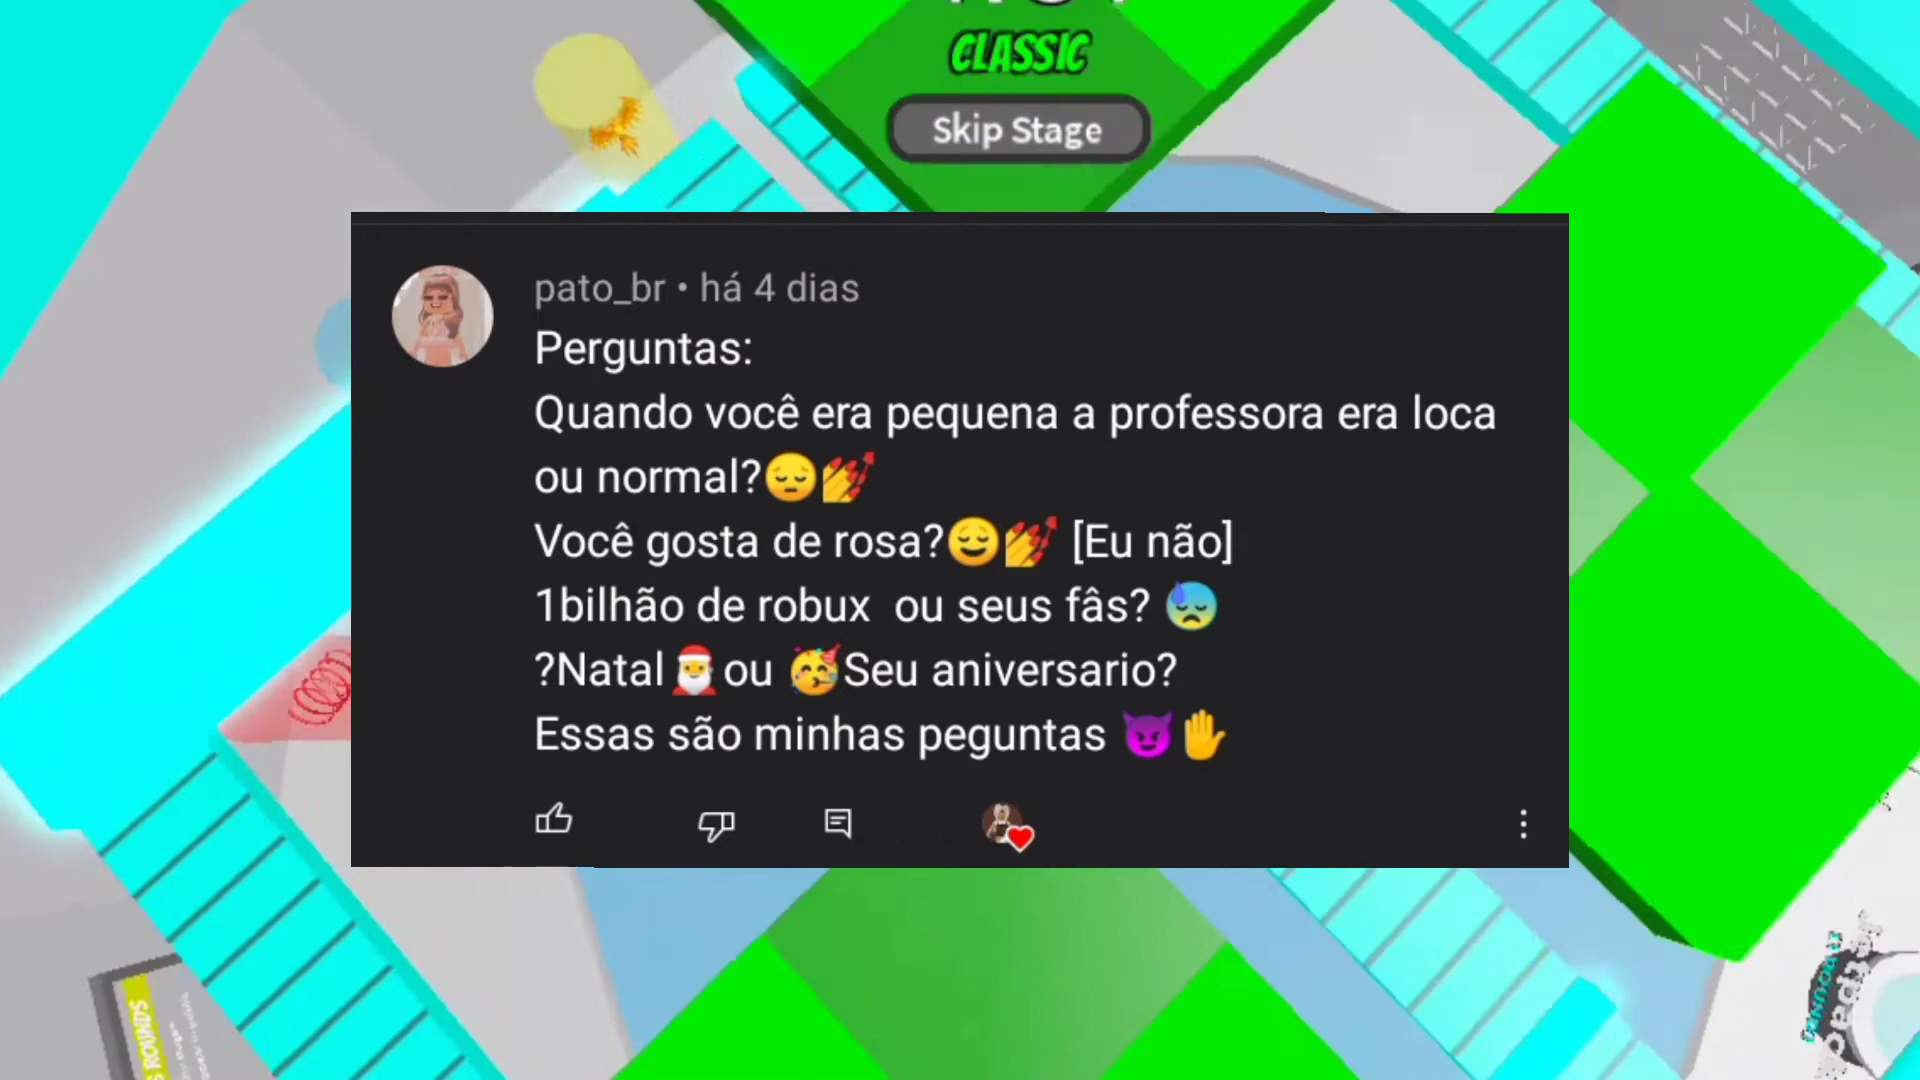 CLASSIC
Skip Stage
pato_br • há 4 dias
Perguntas:
Quando você era pequena a professora era loca
ou normal?😔💅
Você gosta de rosa?😌💅 [Eu não]
1bilhão de robux  ou seus fâs? 😓
?Natal🎅ou 🥳Seu aniversario?
Essas são minhas peguntas 😈✋
ROUNDS